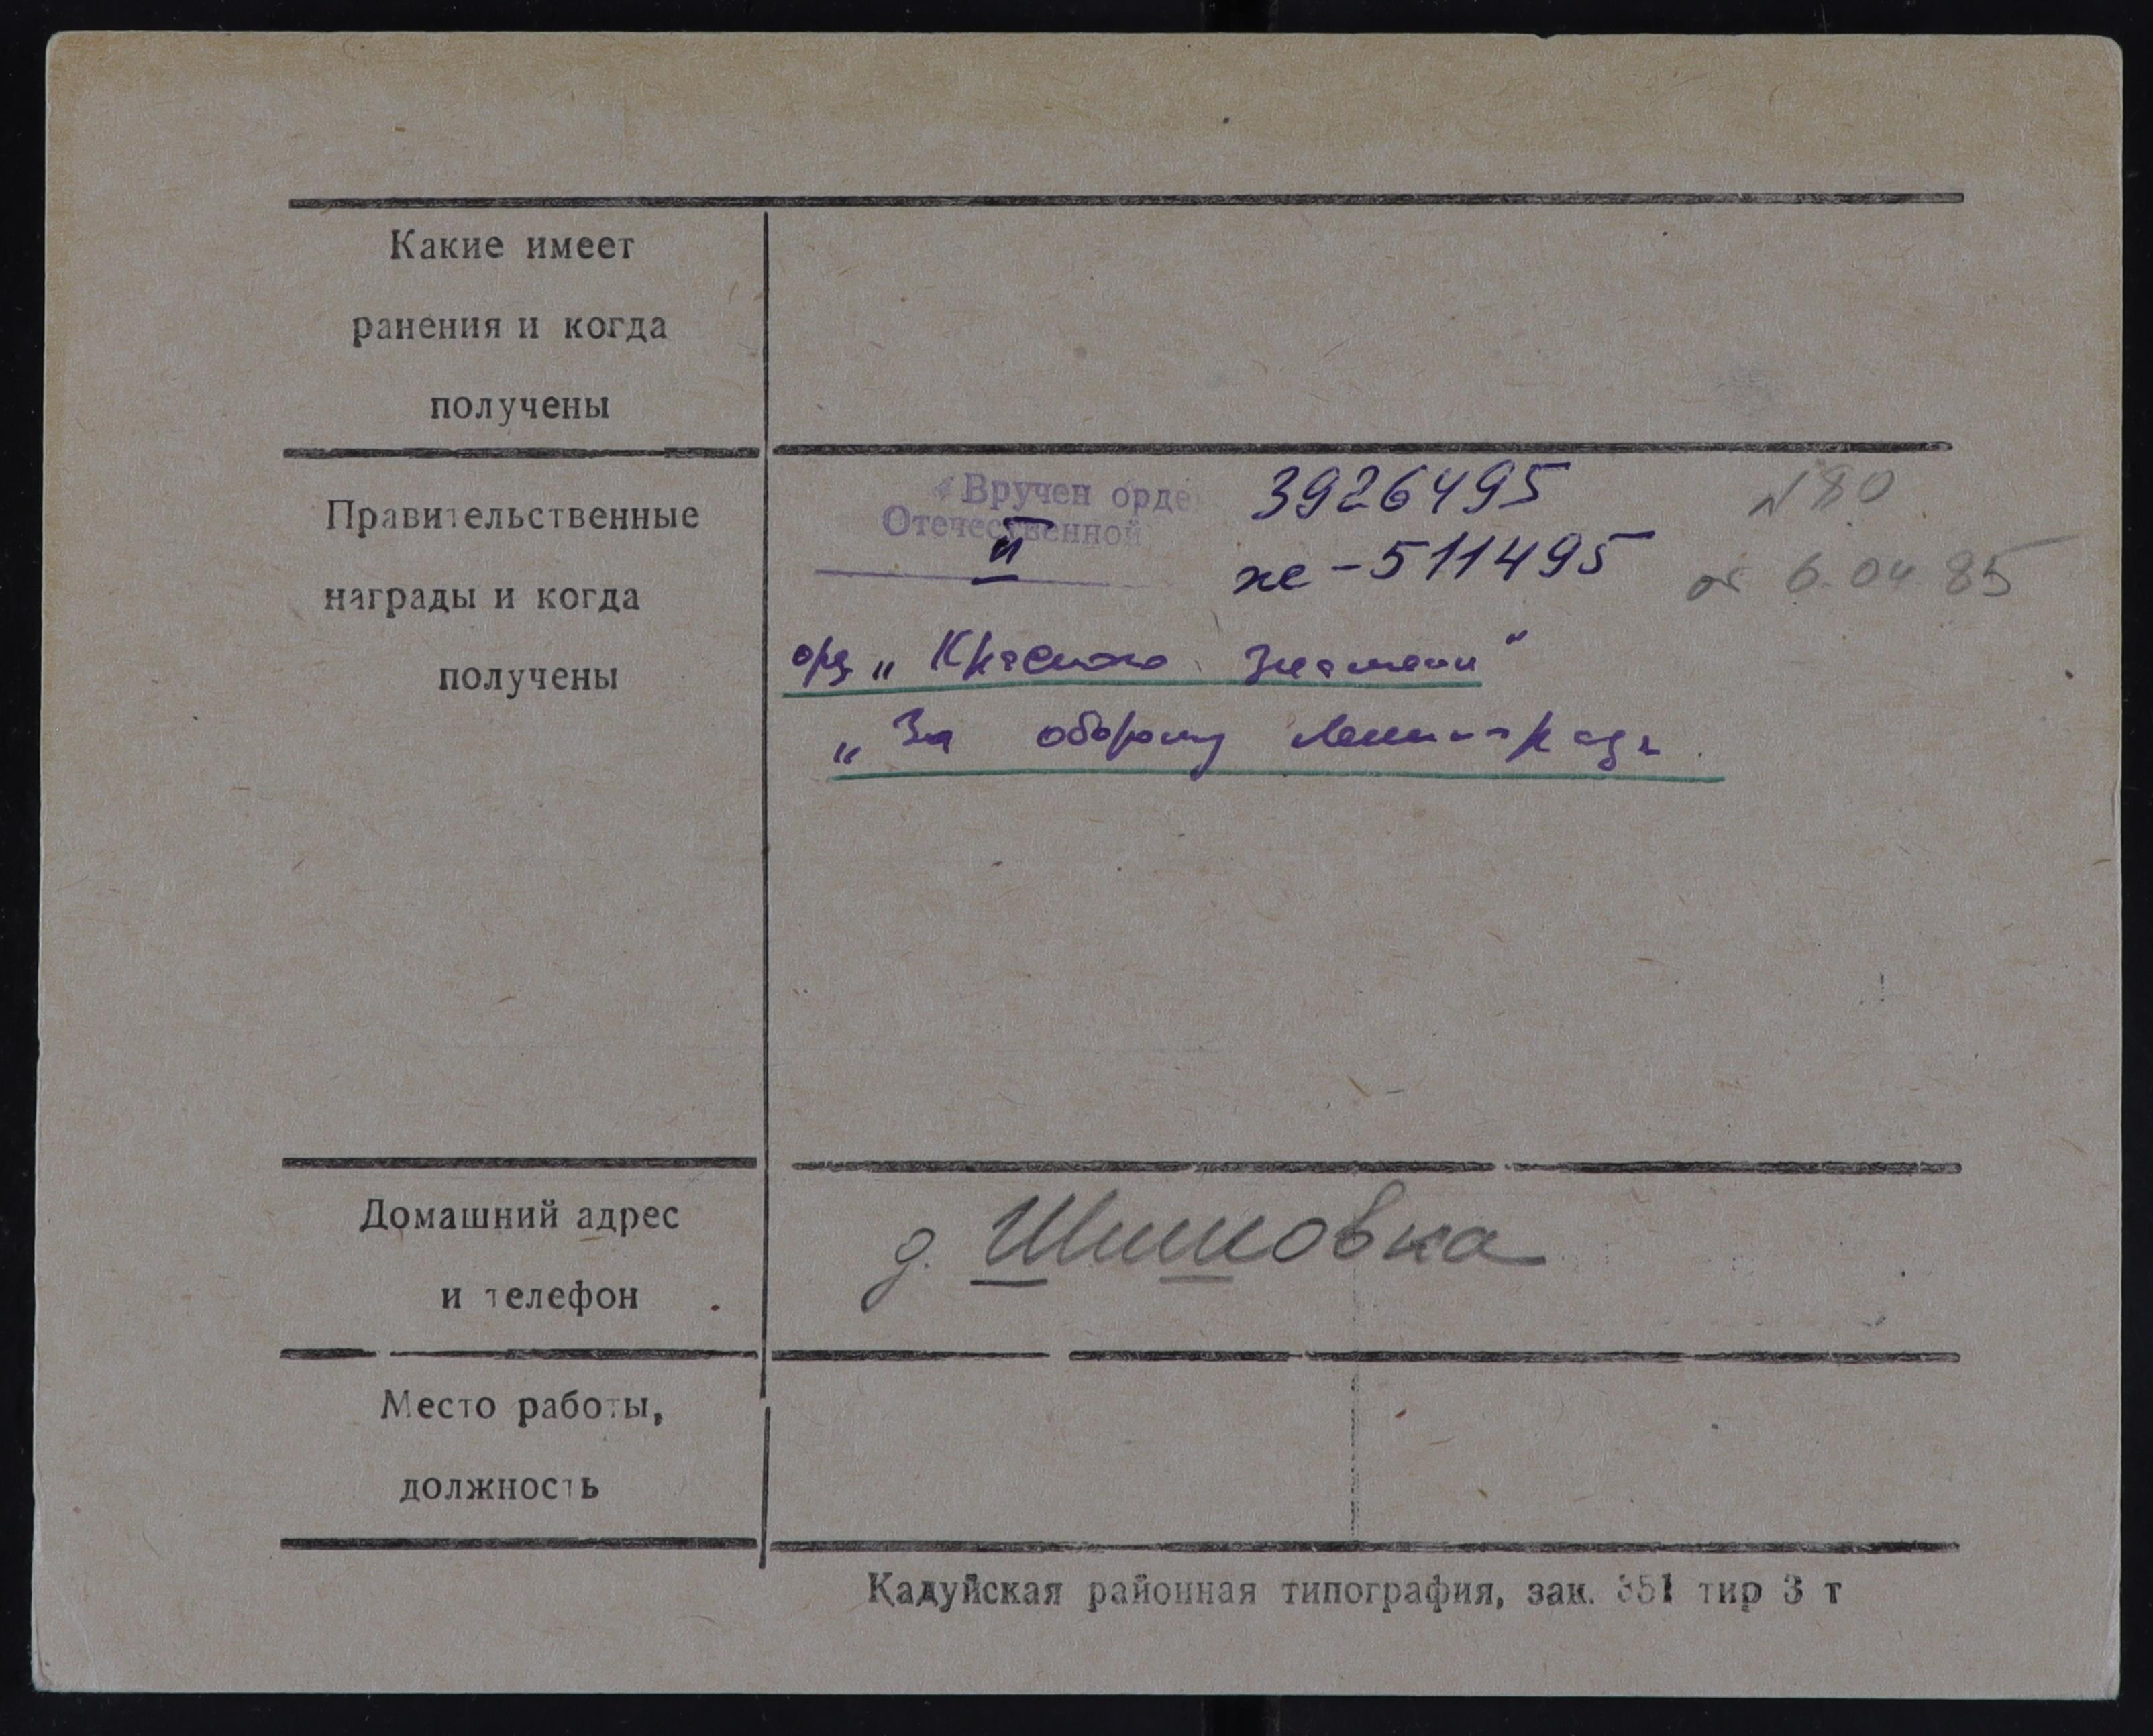 Какие имеет
ранения и когда
получены
Правительственные
награды и когда
получены
Вручен орде
Отечественной
II
3926495
же - 511495
N 80
от 6.04 85
орд „Красного Знамени"
„За оборону Ленинграда
Домашний адрес
и телефон
д. Шишовка
Место работы,
должность
Кадуйская районная типография, зак. 351 тир 3 т